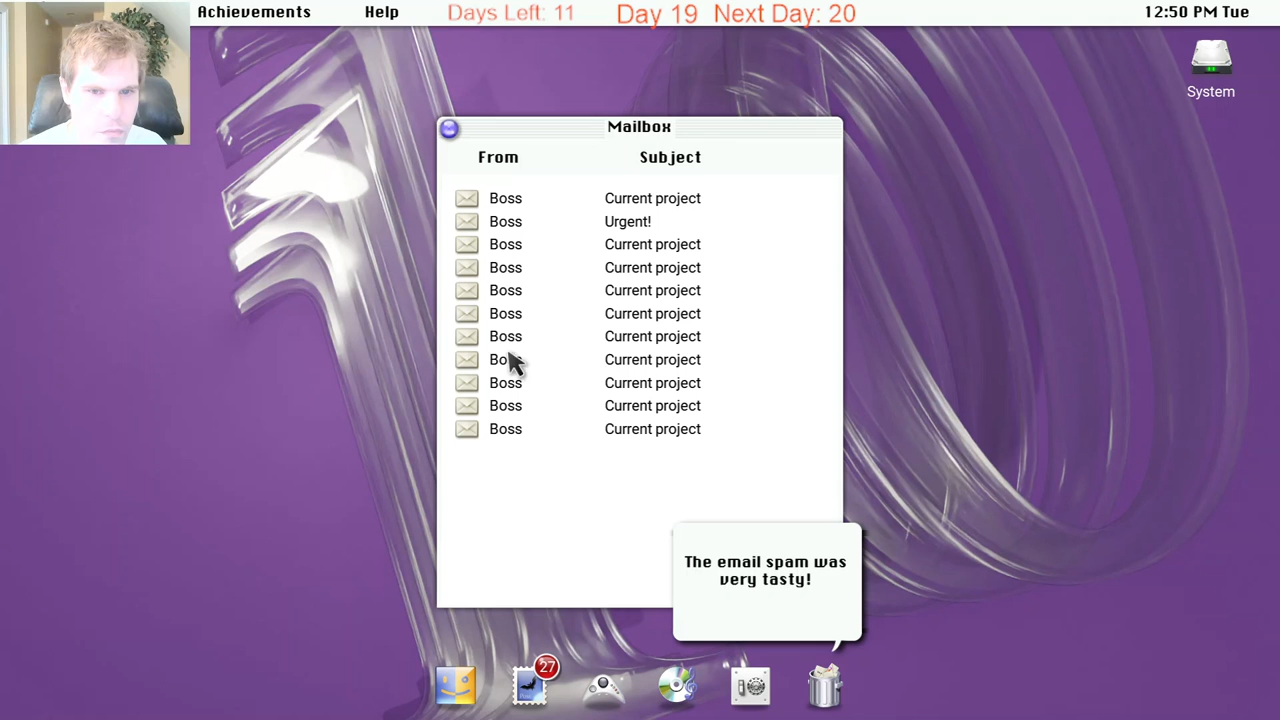 Achievements Help Days Left: 11 Day 19 Next Day: 20 12:50 PM Tue
System
Mailbox
From Subject
Boss Current project
Boss Urgent!
Boss Current project
Boss Current project
Boss Current project
Boss Current project
Boss Current project
Current project
Boss Current project
Boss Current project
Boss Current project
The email spam was
very tasty!
27